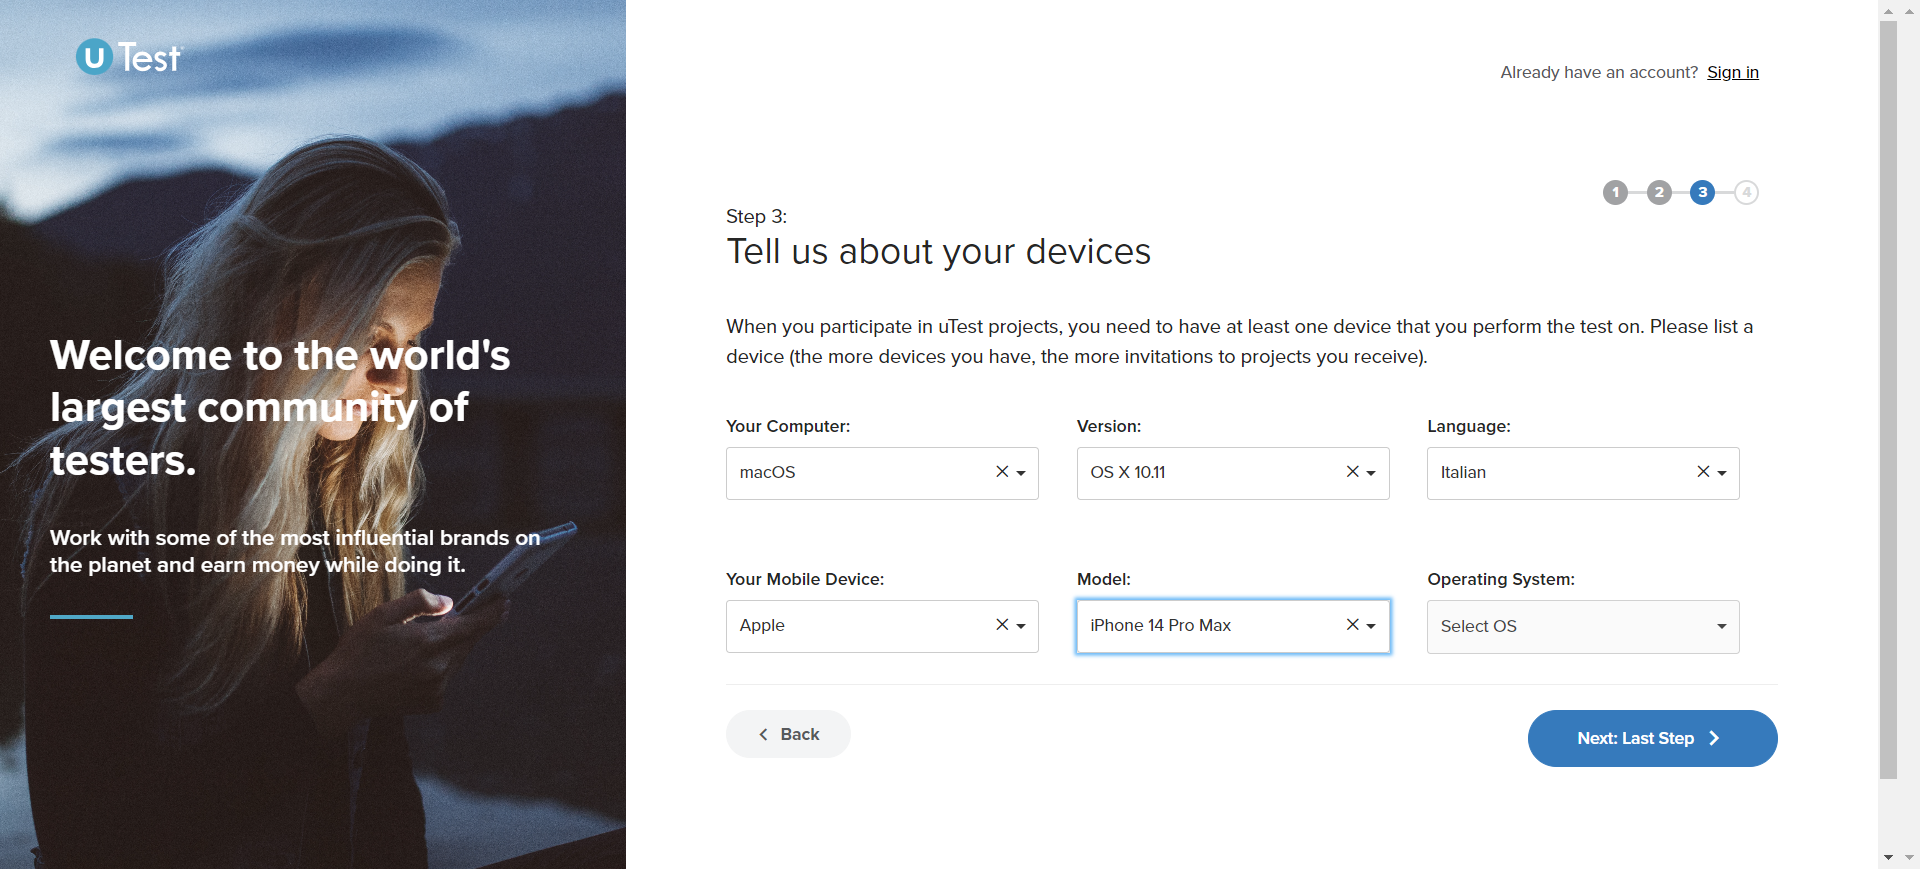 U Test
Already have an account? Sign in
1 2 3 4
Step 3:
Tell us about your devices
When you participate in uTest projects, you need to have at least one device that you perform the test on. Please list a
device (the more devices you have, the more invitations to projects you receive).
Your Computer: Version: Language:
macOS OS X 10.11 Italian
Your Mobile Device: Model: Operating System:
Apple iPhone 14 Pro Max Select OS
Back Next: Last Step
Welcome to the world's
largest community of
testers.
Work with some of the most influential brands on
the planet and earn money while doing it.